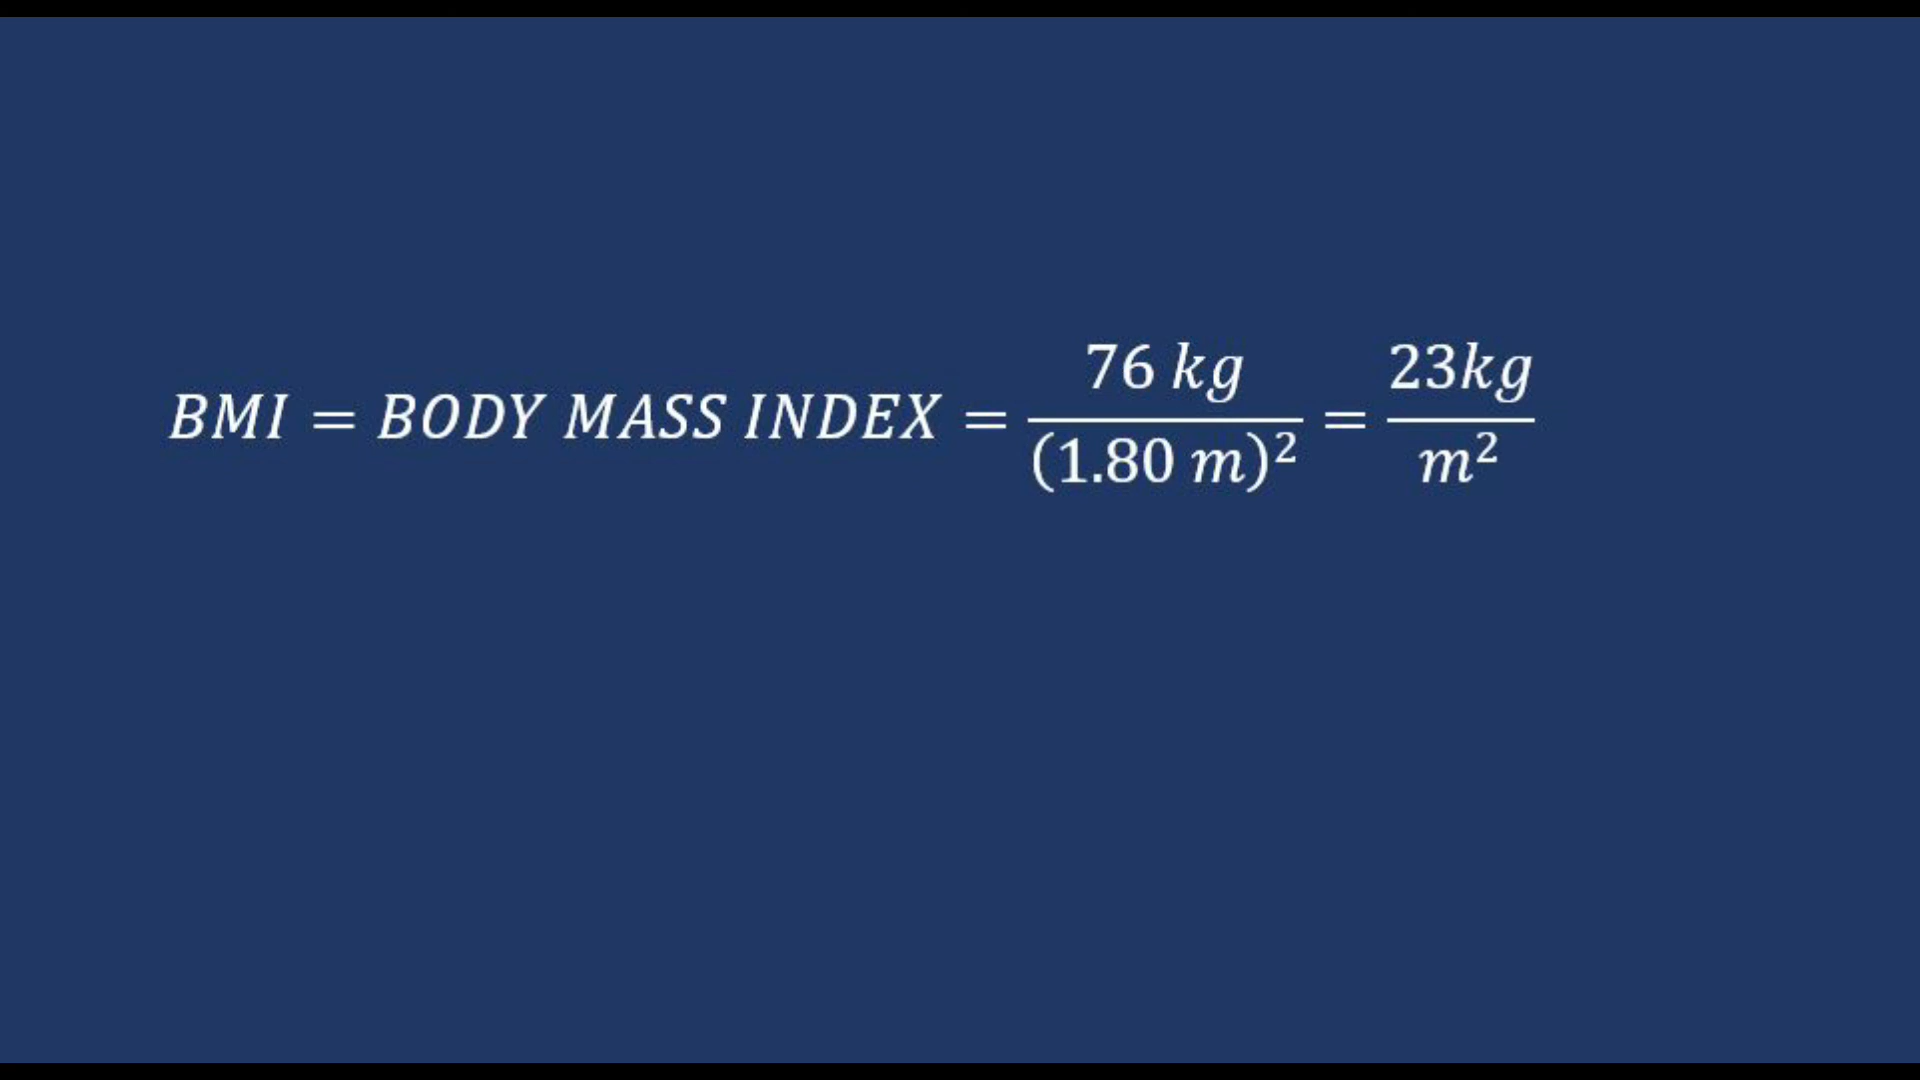 BMI = BODY MASS INDEX = 76 kg / (1.80 m)² = 23kg / m²